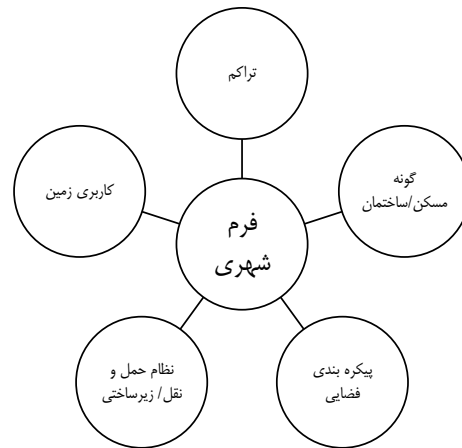 تراکم
گونه
مسکن/ساختمان
کاربری زمین
فرم
شهری
نظام حمل و
نقل/ زیرساختی
پیکره بندی
فضایی